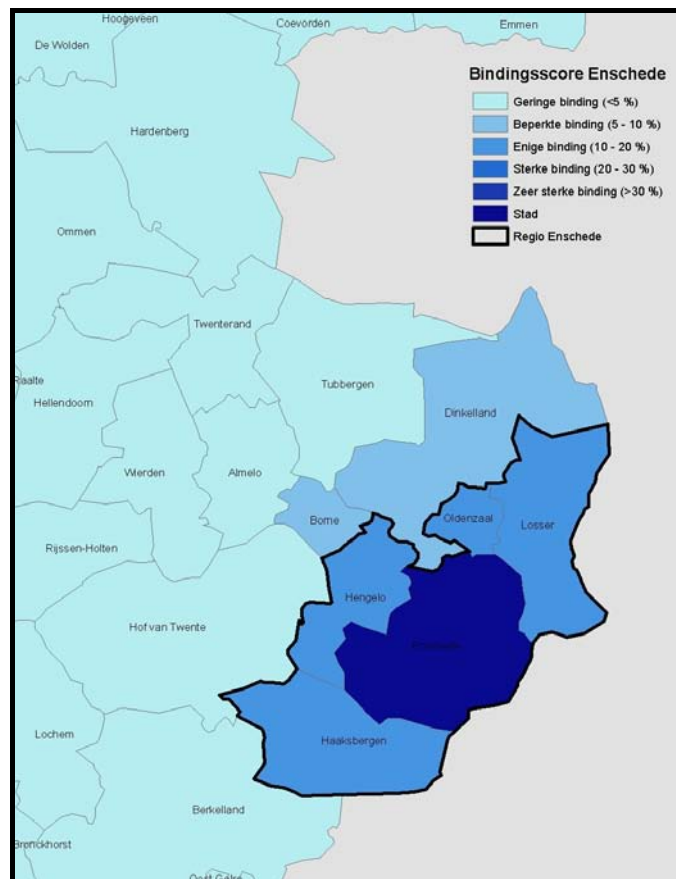 Hoogeveen
Coevorden
Emmen
De Wolden
Bindingsscore Enschede
Geringe binding (<5 %)
Beperkte binding (5 - 10 %)
Enige binding (10 - 20 %)
Sterke binding (20 - 30 %)
Zeer sterke binding (>30 %)
Stad
Regio Enschede
Hardenberg
Ommen
Twenterand
Raalte
Tubbergen
Hellendoorn
Dinkelland
Wierden
Almelo
Borne
Oldenzaal
Losser
Rijssen-Holten
Hengelo
Hof van Twente
Enschede
Lochem
Haaksbergen
Berkelland
Bronckhorst